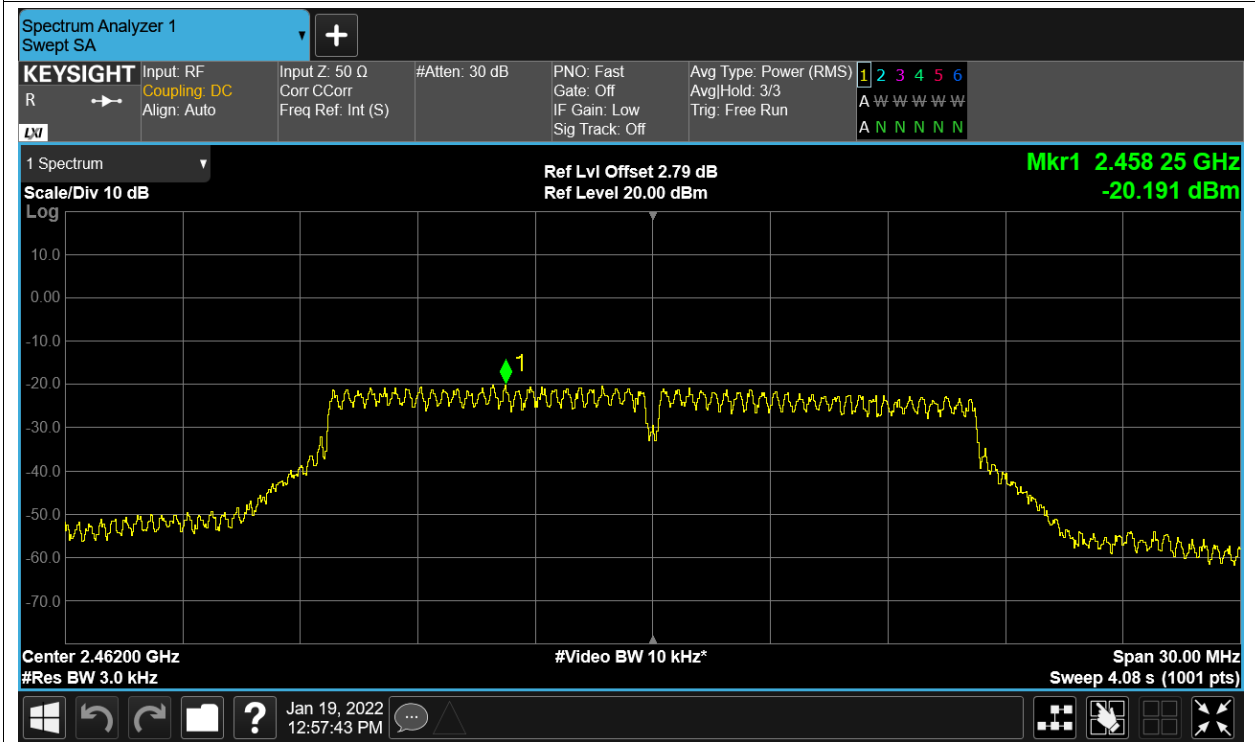 Spectrum Analyzer 1
Swept SA
+
KEYSIGHT
R
LXI
Input: RF
Coupling: DC
Align: Auto
Input Z: 50 Ω
Corr CCorr
Freq Ref: Int (S)
#Atten: 30 dB
PNO: Fast
Gate: Off
IF Gain: Low
Sig Track: Off
Avg Type: Power (RMS)
Avg|Hold: 3/3
Trig: Free Run
1 2 3 4 5 6
A W W W W W
A N N N N N
1 Spectrum
Scale/Div 10 dB
Ref Lvl Offset 2.79 dB
Ref Level 20.00 dBm
Mkr1 2.458 25 GHz
-20.191 dBm
Log
10.0
0.00
-10.0
1
-20.0
-30.0
-40.0
-50.0
-60.0
-70.0
Center 2.46200 GHz
#Res BW 3.0 kHz
#Video BW 10 kHz*
Span 30.00 MHz
Sweep 4.08 s (1001 pts)
?
Jan 19, 2022
12:57:43 PM